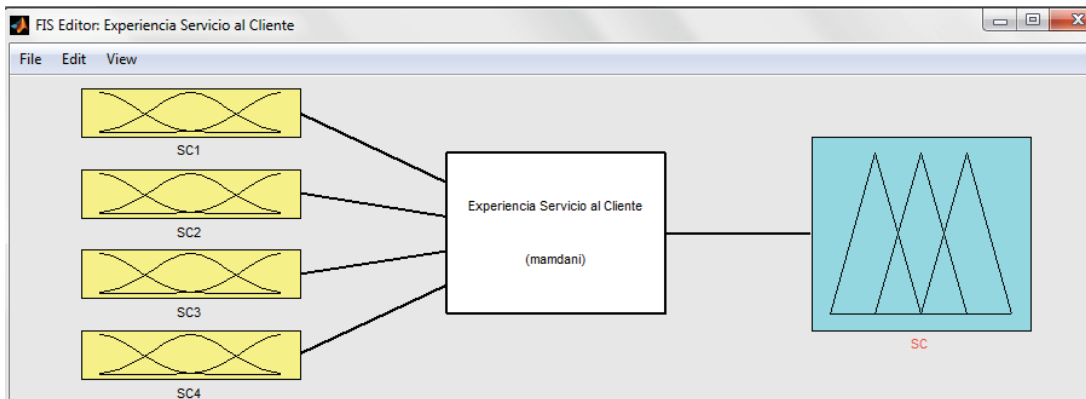 FIS Editor: Experiencia Servicio al Cliente
File Edit View
SC1
SC2
SC3
SC4
Experiencia Servicio al Cliente
(mamdani)
SC